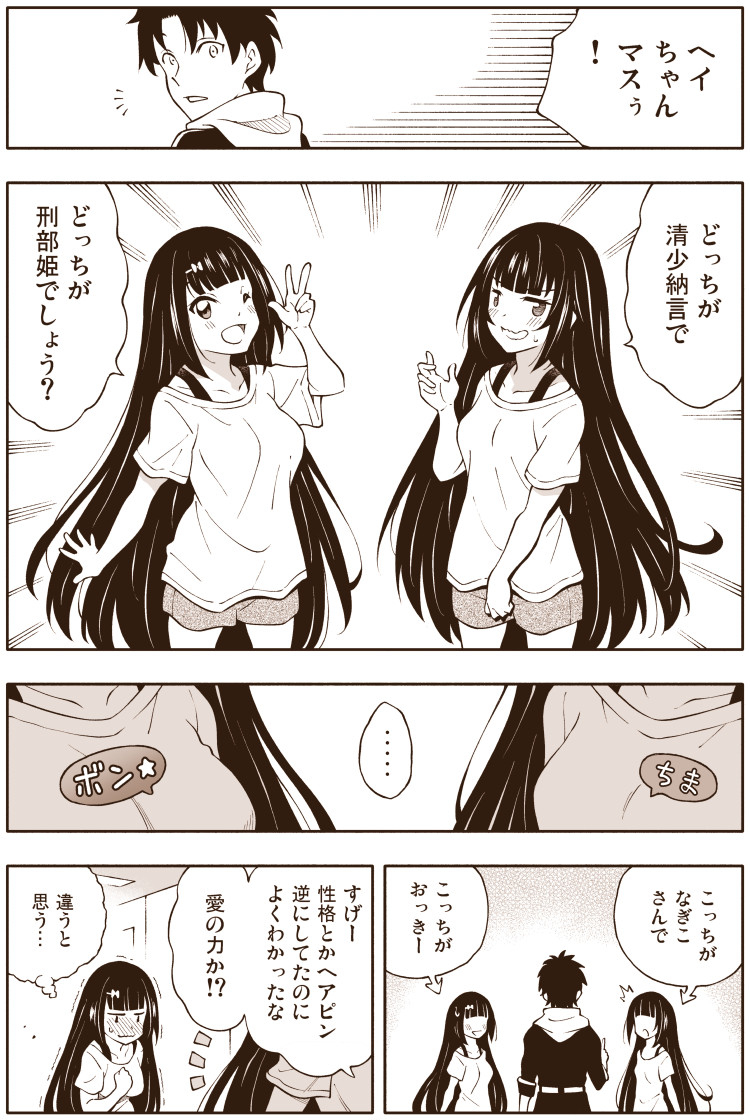 ヘイ
ちゃん
マスぅ
！
どっちが
清少納言で
どっちが
刑部姫でしょう？
ちま
‥‥‥
ボン☆
こっちが
なぎこ
さんで
こっちが
おっきー
すげー
性格とかヘアピン
逆にしてたのに
よくわかったな
愛の力か!?
違うと
思う…